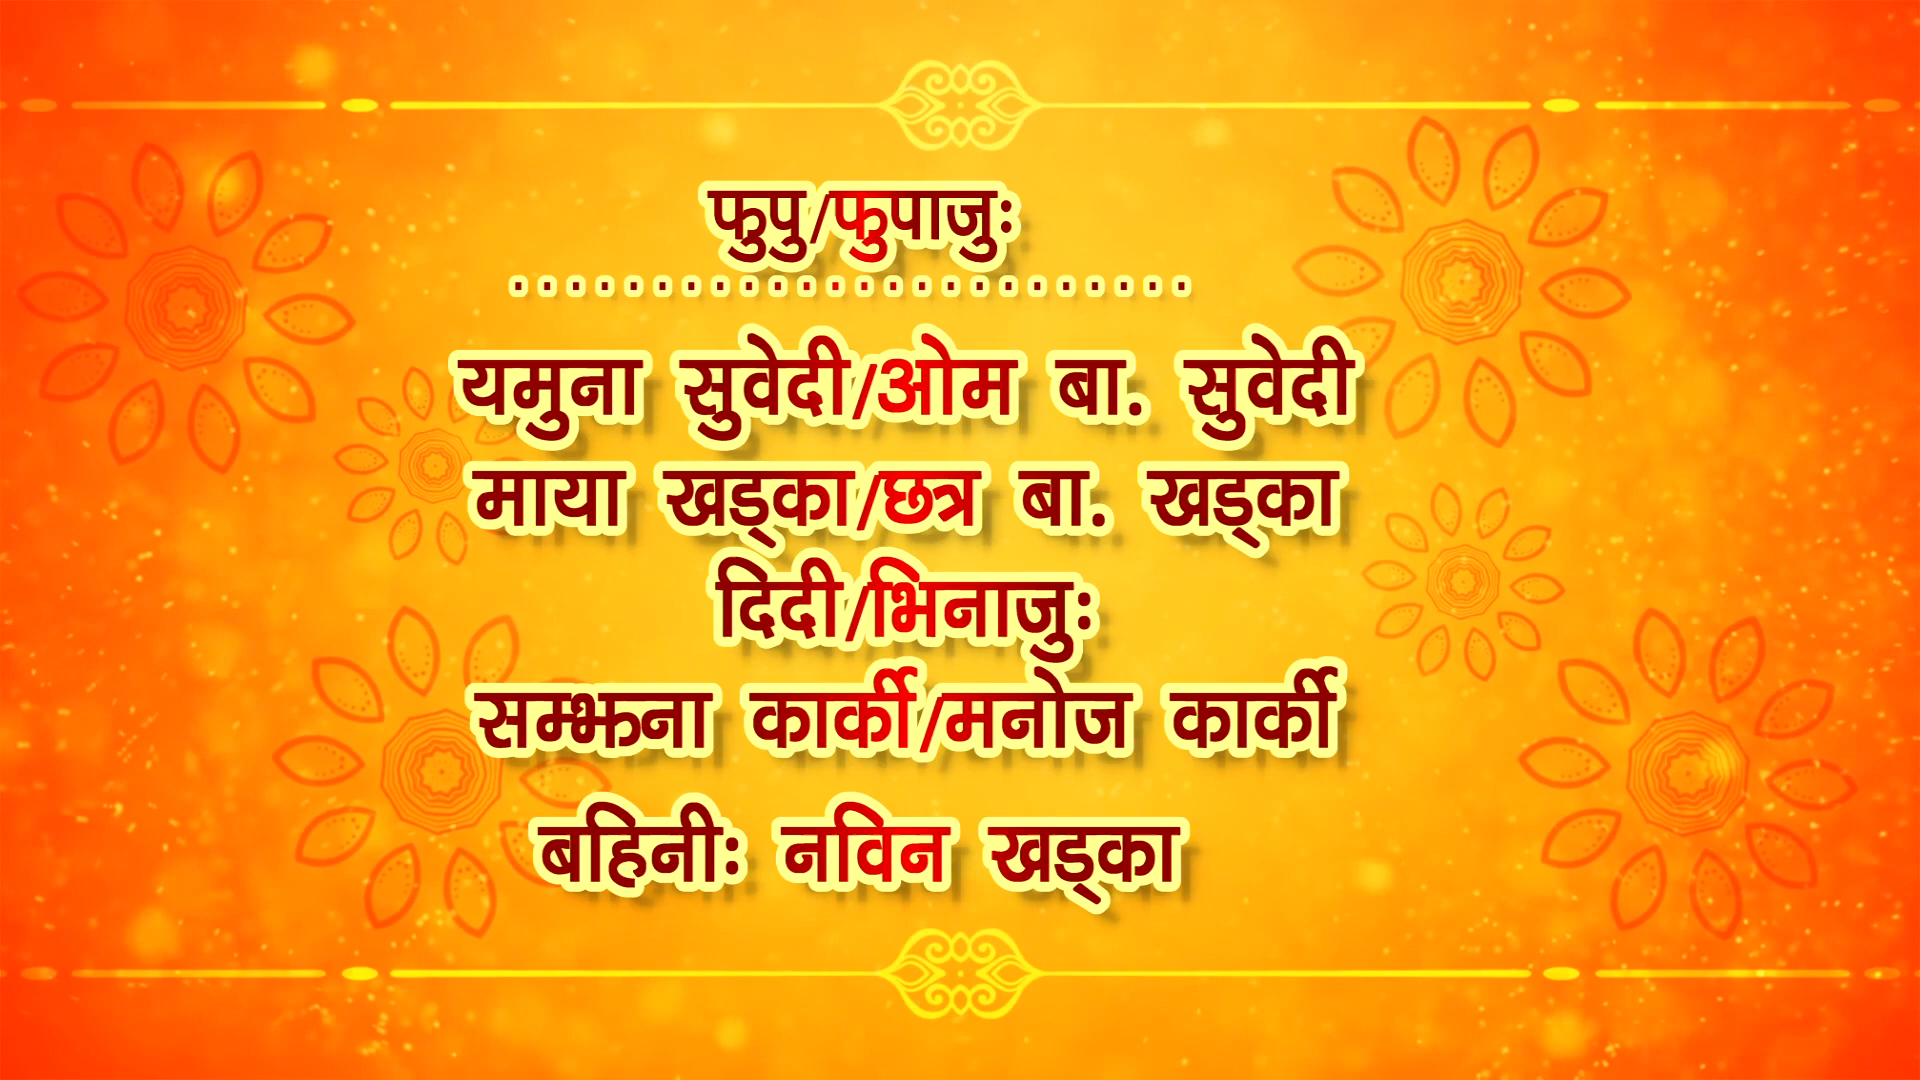 फुपु/फुपाजुः
........................
यमुना सुवेदी/ओम बा. सुवेदी
माया खड्का/छत्र बा. खड्का
दिदी/भिनाजुः
सम्झना कार्की/मनोज कार्की
बहिनीः नविन खड्का